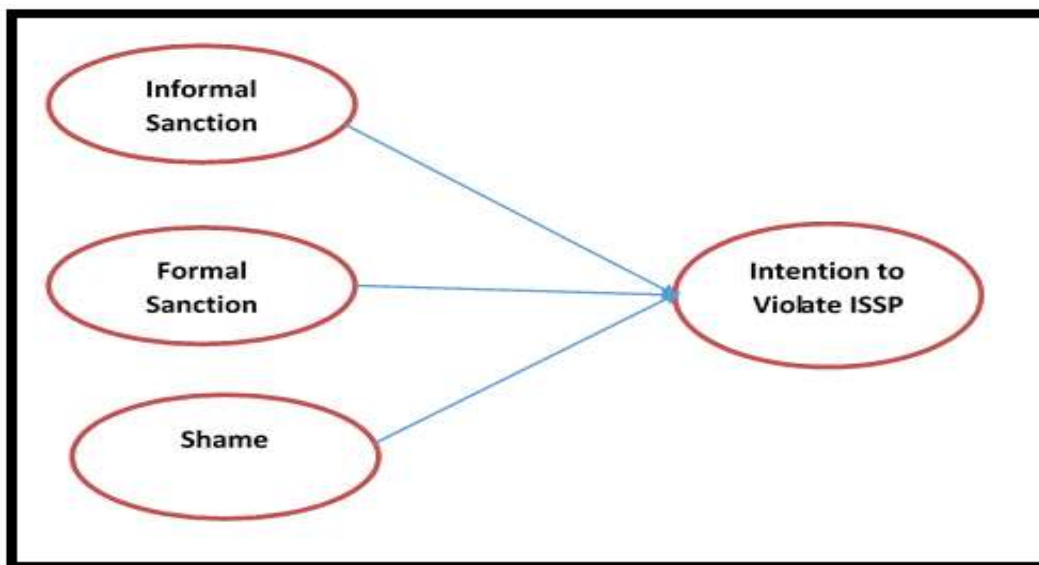 Informal
Sanction
Formal
Sanction
Intention to
Violate ISSP
Shame